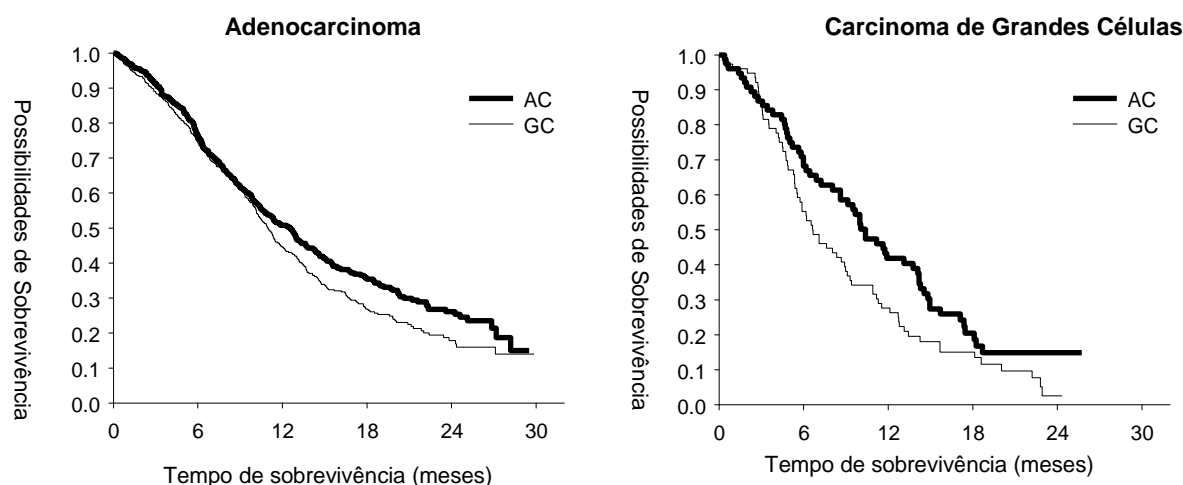 Adenocarcinoma
Possibilidades de Sobrevivência
1.0
0.9
0.8
0.7
0.6
0.5
0.4
0.3
0.2
0.1
0.0
AC
GC
0 6 12 18 24 30
Tempo de sobrevivência (meses)
Carcinoma de Grandes Células
Possibilidades de Sobrevivência
1.0
0.9
0.8
0.7
0.6
0.5
0.4
0.3
0.2
0.1
0.0
AC
GC
0 6 12 18 24 30
Tempo de sobrevivência (meses)